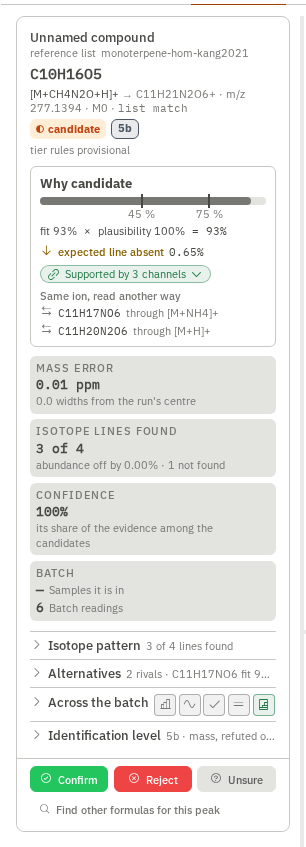 Unnamed compound
reference list monoterpene-hom-kang2021
C10H16O5
[M+CH4N2O+H]+ → C11H21N2O6+ · m/z
277.1394 · M0 · list match
candidate 5b
tier rules provisional
Why candidate
45 % 75 %
fit 93% × plausibility 100% = 93%
expected line absent 0.65%
Supported by 3 channels
Same ion, read another way
C11H17NO6 through [M+NH4]+
C11H20N2O6 through [M+H]+
MASS ERROR
0.01 ppm
0.0 widths from the run's centre
ISOTOPE LINES FOUND
3 of 4
abundance off by 0.00% · 1 not found
CONFIDENCE
100%
its share of the evidence among the
candidates
BATCH
— Samples it is in
6 Batch readings
Isotope pattern 3 of 4 lines found
Alternatives 2 rivals · C11H17NO6 fit 9...
Across the batch
Identification level 5b · mass, refuted o...
Confirm Reject Unsure
Find other formulas for this peak